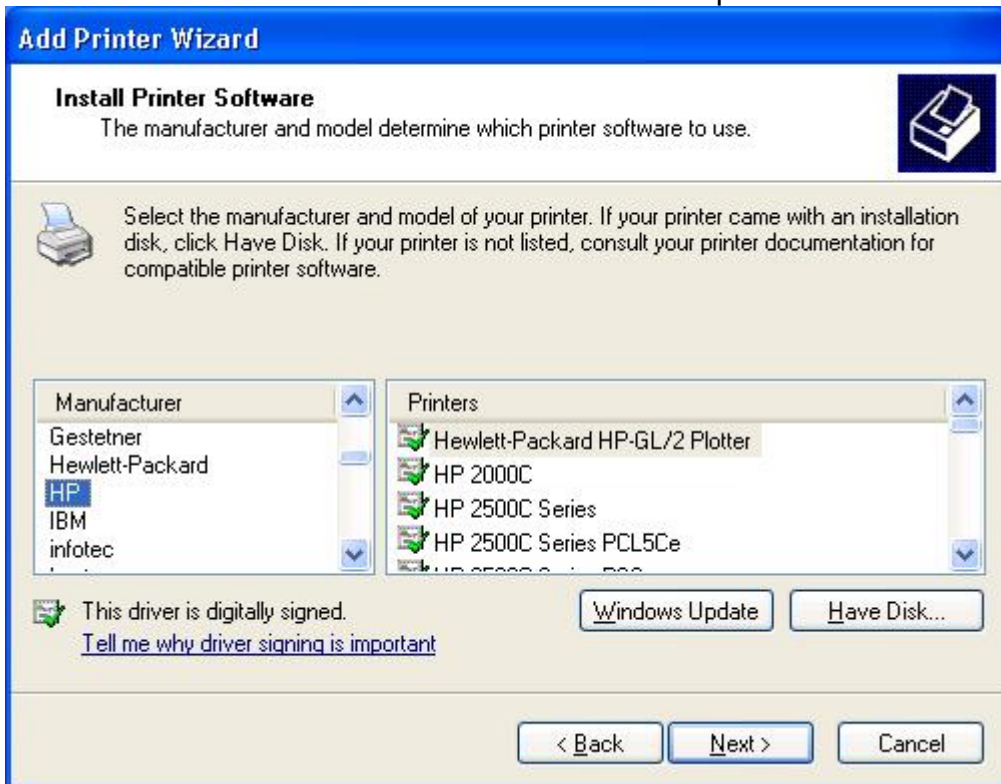 Add Printer Wizard
Install Printer Software
The manufacturer and model determine which printer software to use.
Select the manufacturer and model of your printer. If your printer came with an installation
disk, click Have Disk. If your printer is not listed, consult your printer documentation for
compatible printer software.
Manufacturer
Gestetner
Hewlett-Packard
HP
IBM
infotec
Printers
Hewlett-Packard HP-GL/2 Plotter
HP 2000C
HP 2500C Series
HP 2500C Series PCL5Ce
This driver is digitally signed.
Tell me why driver signing is important
Windows Update
Have Disk...
< Back
Next >
Cancel